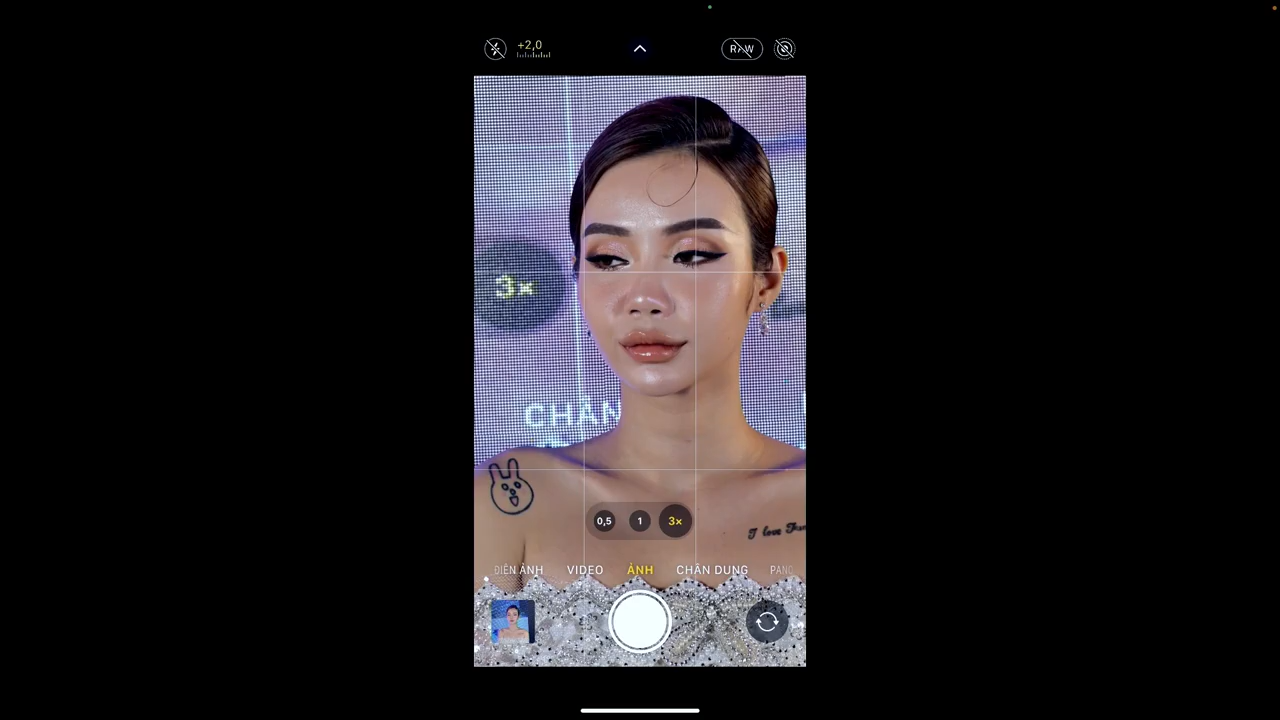 +2,0
RAW
3×
CHÂN
I love
0,5 1 3×
ĐIỆN ẢNH VIDEO ẢNH CHÂN DUNG PANO